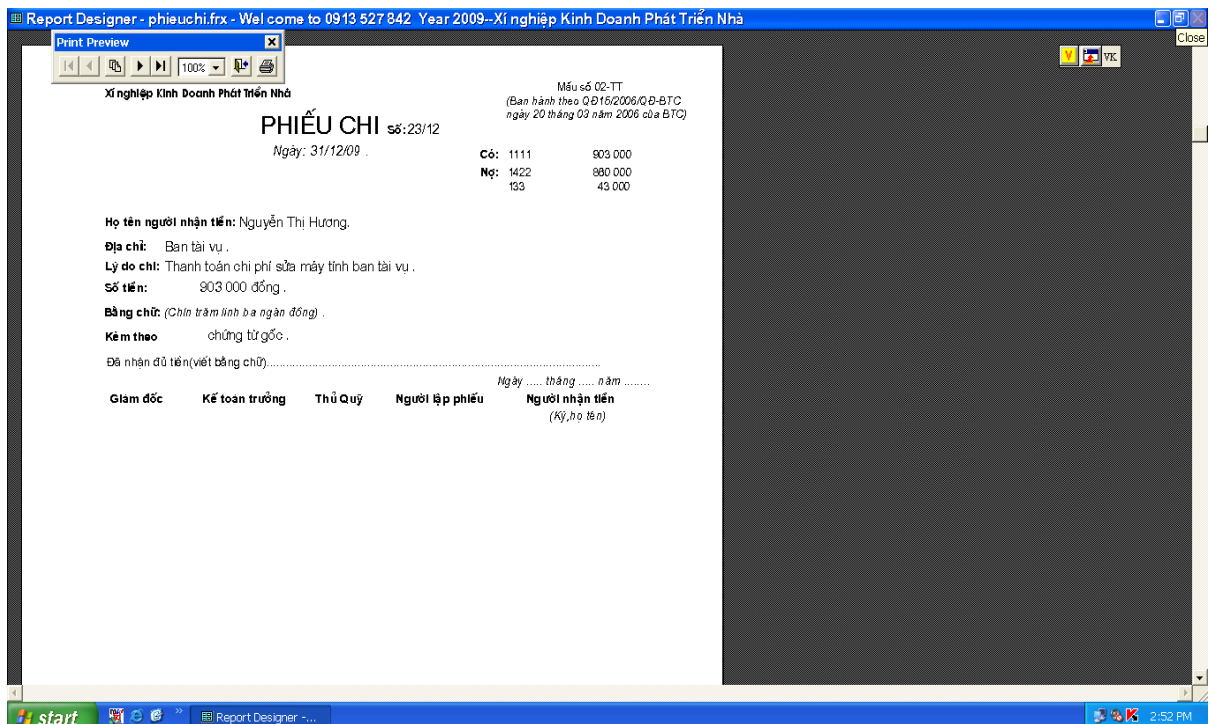 Report Designer - phieuchi.frx - Wel come to 0913 527 842 Year 2009--Xí nghiệp Kinh Doanh Phát Triển Nhà
Close
Print Preview
100%
V VK
Xí nghiệp Kinh Doanh Phát Triển Nhà
Mẫu số 02-TT
(Ban hành theo QĐ15/2006/QĐ-BTC
ngày 20 tháng 03 năm 2006 của BTC)
PHIẾU CHI Số:23/12
Ngày: 31/12/09 .
Có: 1111 903 000
Nợ: 1422 860 000
133 43 000
Họ tên người nhận tiền: Nguyễn Thị Hương.
Địa chỉ: Ban tài vụ .
Lý do chi: Thanh toán chi phí sửa máy tính ban tài vụ .
Số tiền: 903 000 đồng .
Bằng chữ: (Chín trăm linh ba ngàn đồng) .
Kèm theo chứng từ gốc .
Đã nhận đủ tiền(viết bằng chữ)..........................................................................................
Ngày ..... tháng ..... năm ........
Giám đốc Kế toán trưởng Thủ Quỹ Người lập phiếu Người nhận tiền
(Ký,họ tên)
start Report Designer -... 2:52 PM